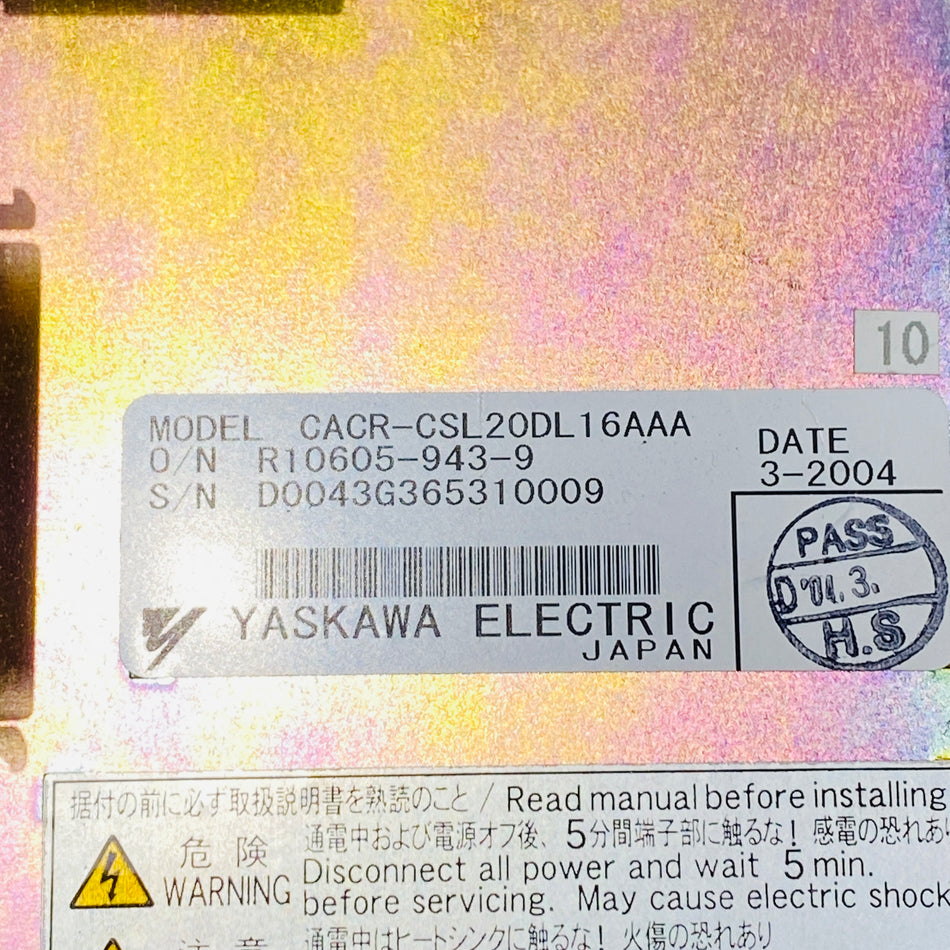 10
MODEL CACR-CSL20DL16AAA
O/N R10605-943-9
S/N D0043G365310009
DATE
3-2004
PASS
D '04.3.
H.S
YASKAWA ELECTRIC
JAPAN
据付の前に必ず取扱説明書を熟読のこと / Read manual before installing
危 険
WARNING
通電中および電源オフ後、5分間端子部に触るな! 感電の恐れあ
Disconnect all power and wait 5 min.
before servicing. May cause electric shock
注 意
通電中はヒートシンクに触るな! 火傷の恐れあり